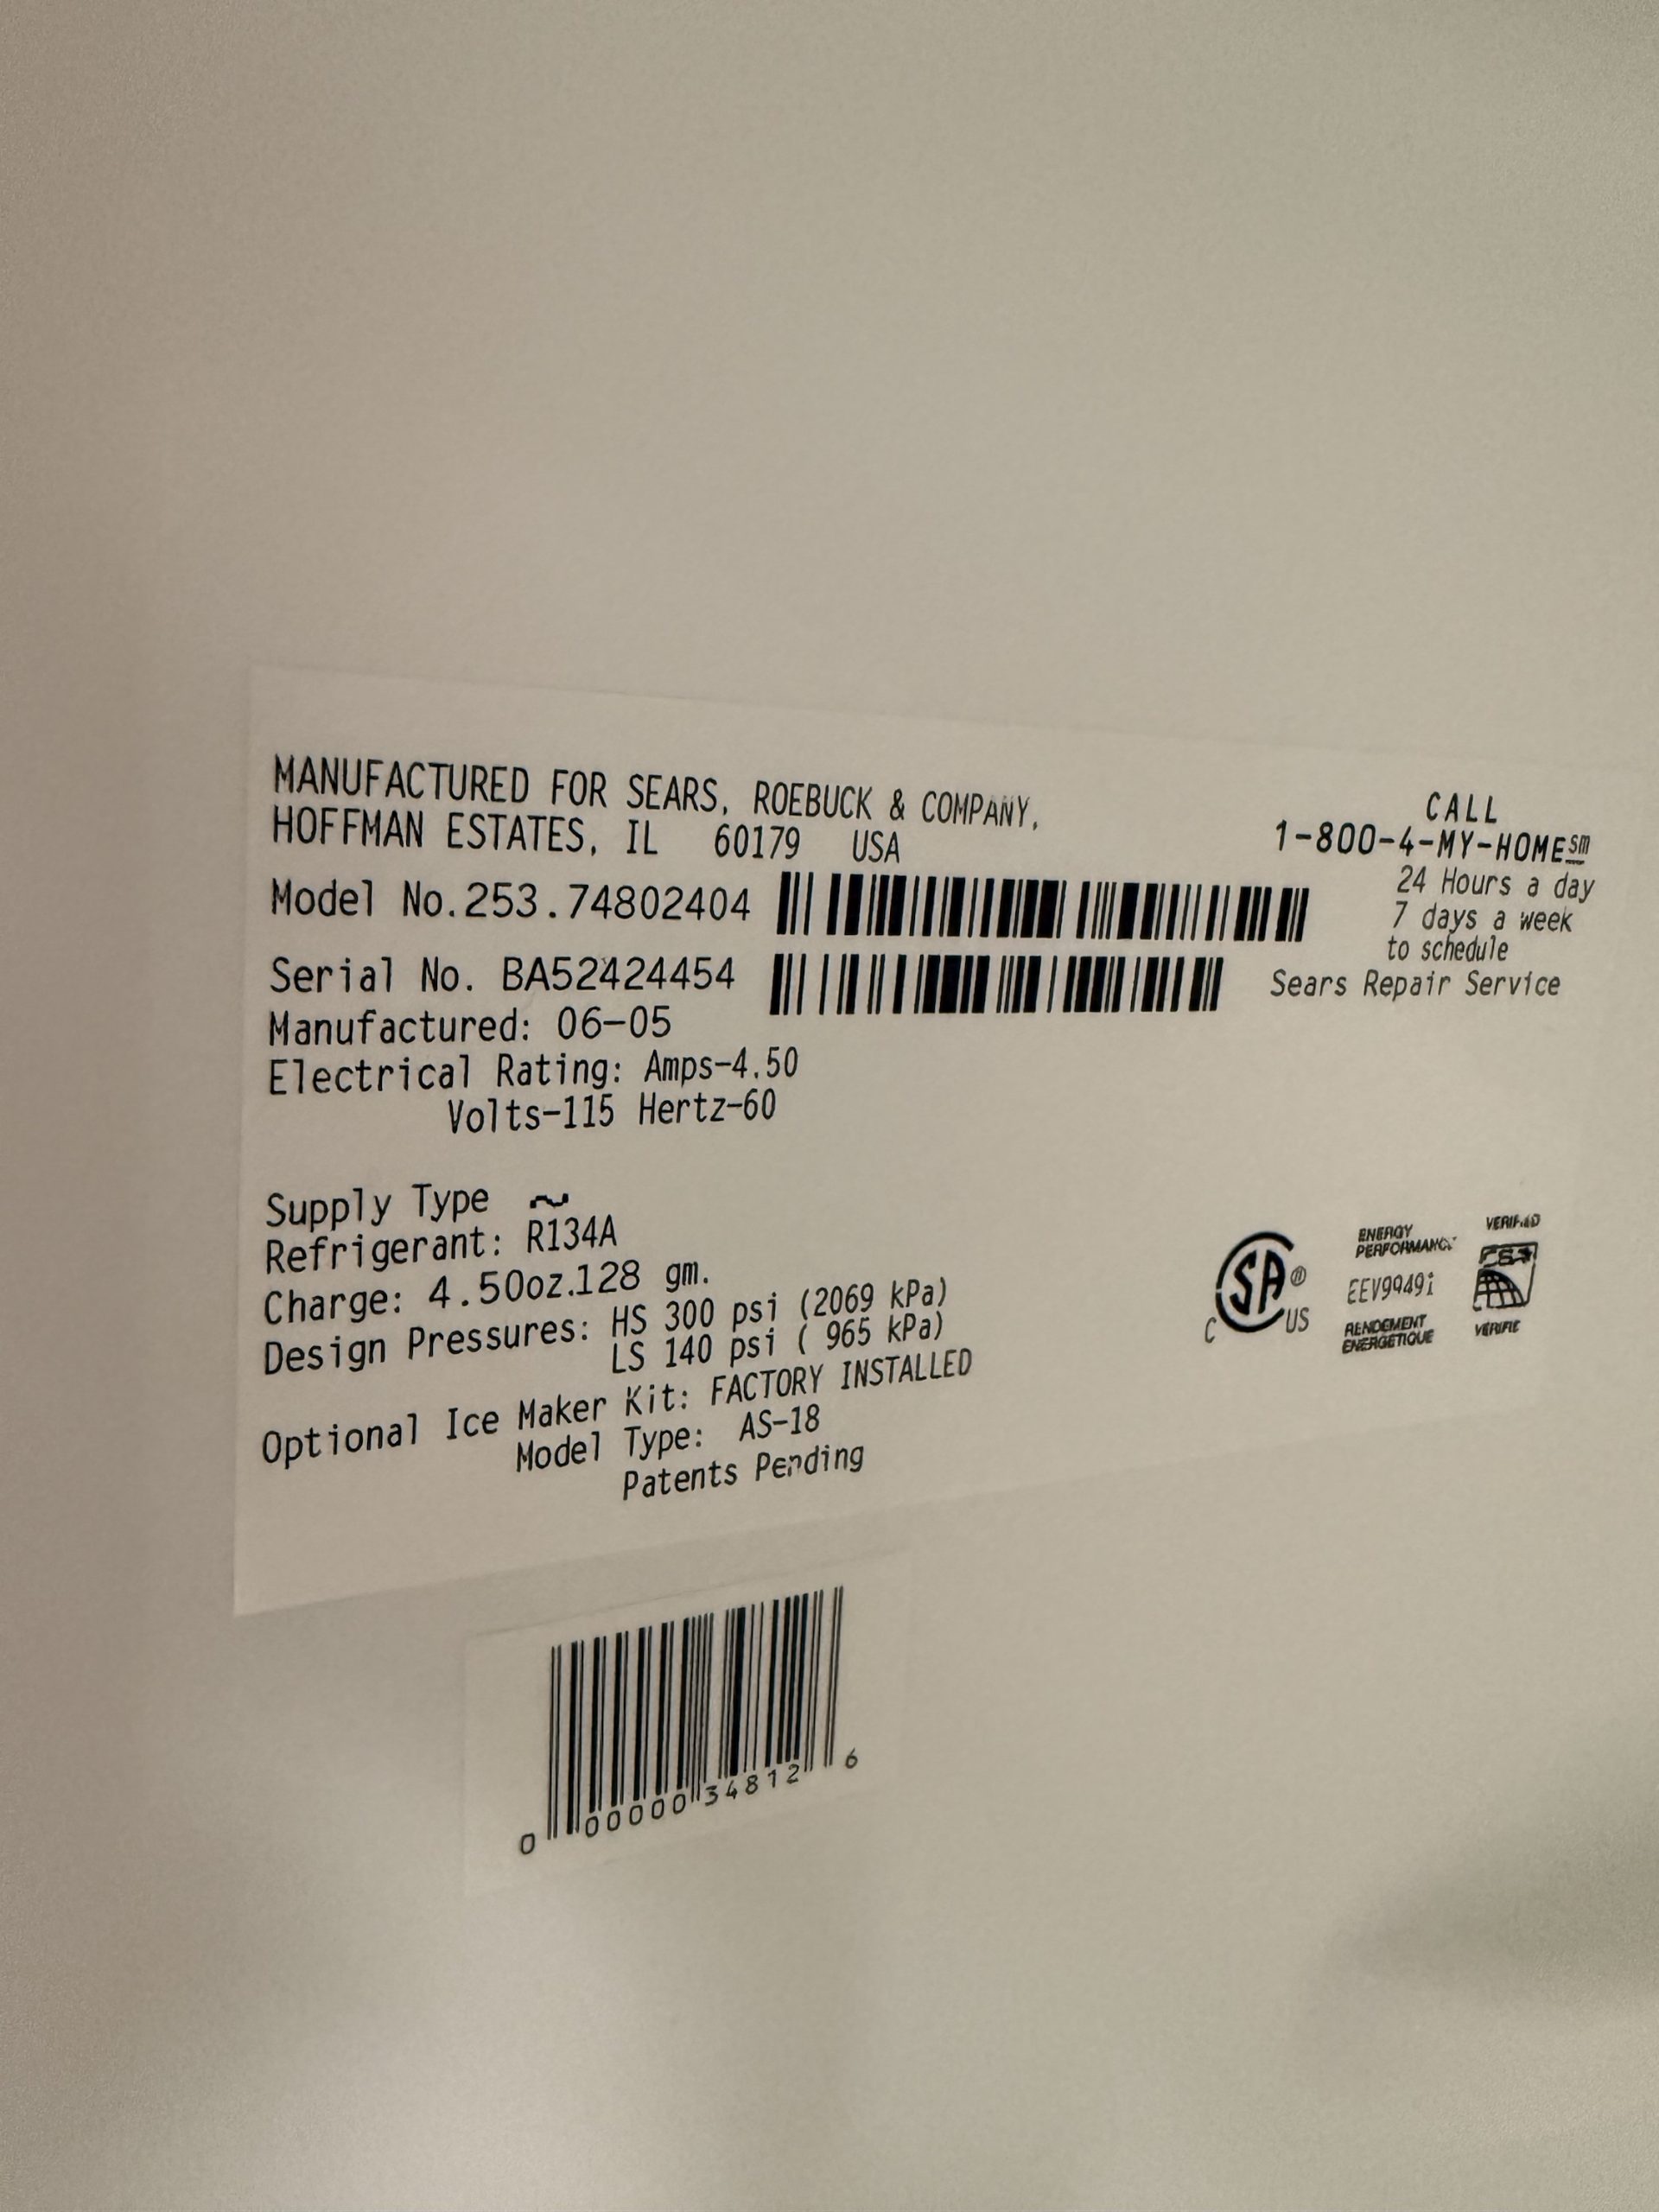 MANUFACTURED FOR SEARS, ROEBUCK & COMPANY,
HOFFMAN ESTATES, IL 60179 USA
CALL
1-800-4-MY-HOME℠
24 Hours a day
7 days a week
to schedule
Sears Repair Service
Model No.253.74802404
Serial No. BA52424454
Manufactured: 06-05
Electrical Rating: Amps-4.50
Volts-115 Hertz-60
Supply Type ~
Refrigerant: R134A
Charge: 4.50oz.128 gm.
Design Pressures: HS 300 psi (2069 kPa)
LS 140 psi ( 965 kPa)
Optional Ice Maker Kit: FACTORY INSTALLED
Model Type: AS-18
Patents Pending
SA®
C US
ENERGY
PERFORMANCE
EEV9949i
RENDEMENT
ENERGETIQUE
VERIFIED
VERIFIE
0 00000 34812 6